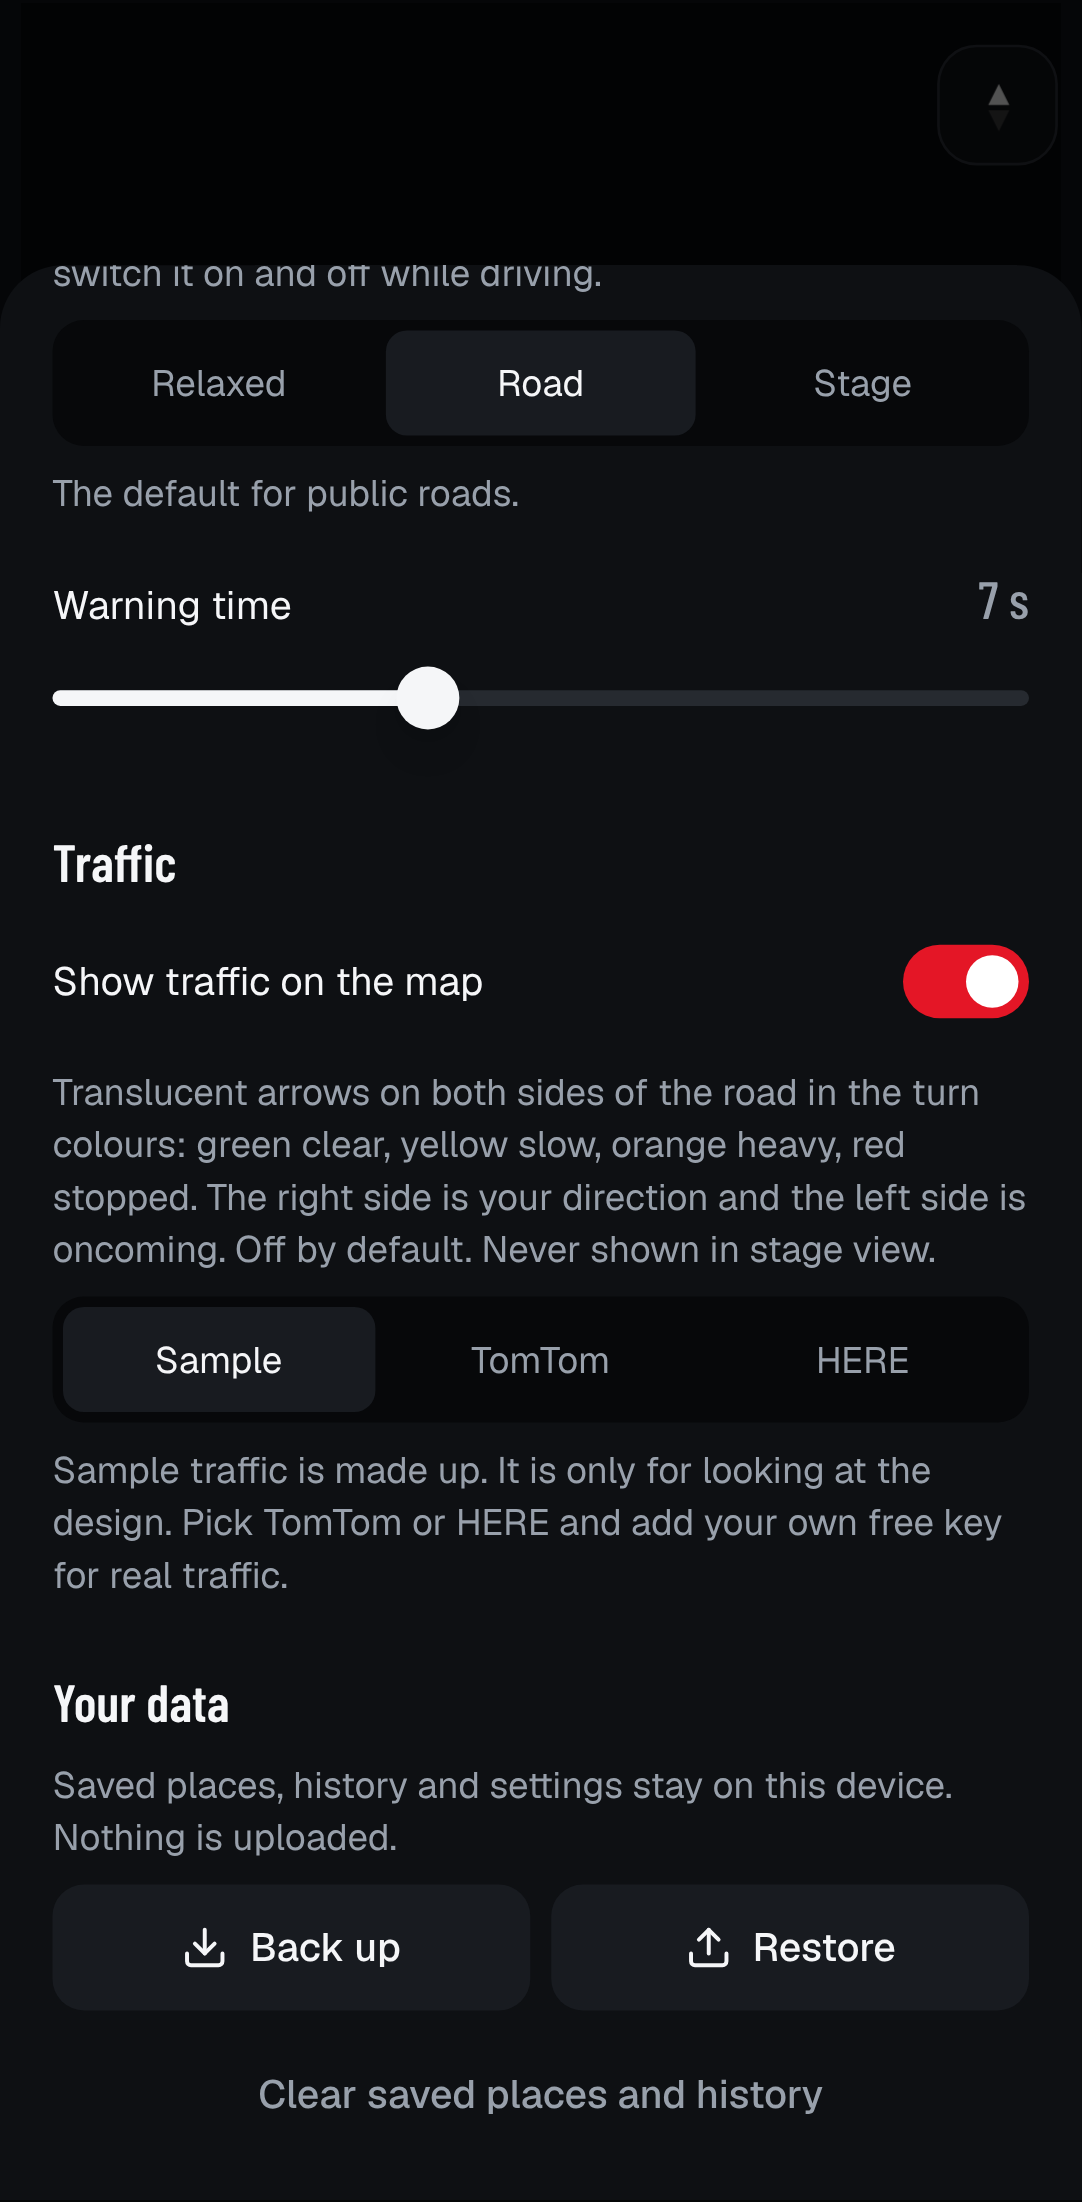 switch it on and off while driving.
Relaxed
Road
Stage
The default for public roads.
Warning time
7 s
Traffic
Show traffic on the map
Translucent arrows on both sides of the road in the turn
colours: green clear, yellow slow, orange heavy, red
stopped. The right side is your direction and the left side is
oncoming. Off by default. Never shown in stage view.
Sample
TomTom
HERE
Sample traffic is made up. It is only for looking at the
design. Pick TomTom or HERE and add your own free key
for real traffic.
Your data
Saved places, history and settings stay on this device.
Nothing is uploaded.
Back up
Restore
Clear saved places and history